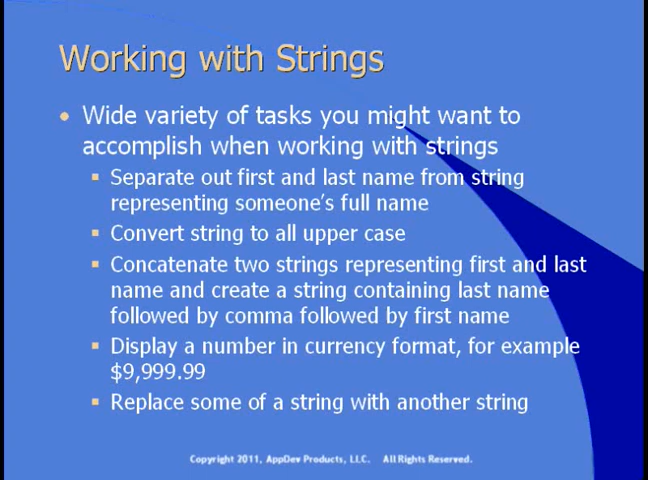 Working with Strings
• Wide variety of tasks you might want to
accomplish when working with strings
▪ Separate out first and last name from string
representing someone's full name
▪ Convert string to all upper case
▪ Concatenate two strings representing first and last
name and create a string containing last name
followed by comma followed by first name
▪ Display a number in currency format, for example
$9,999.99
▪ Replace some of a string with another string
Copyright 2011, AppDev Products, LLC. All Rights Reserved.